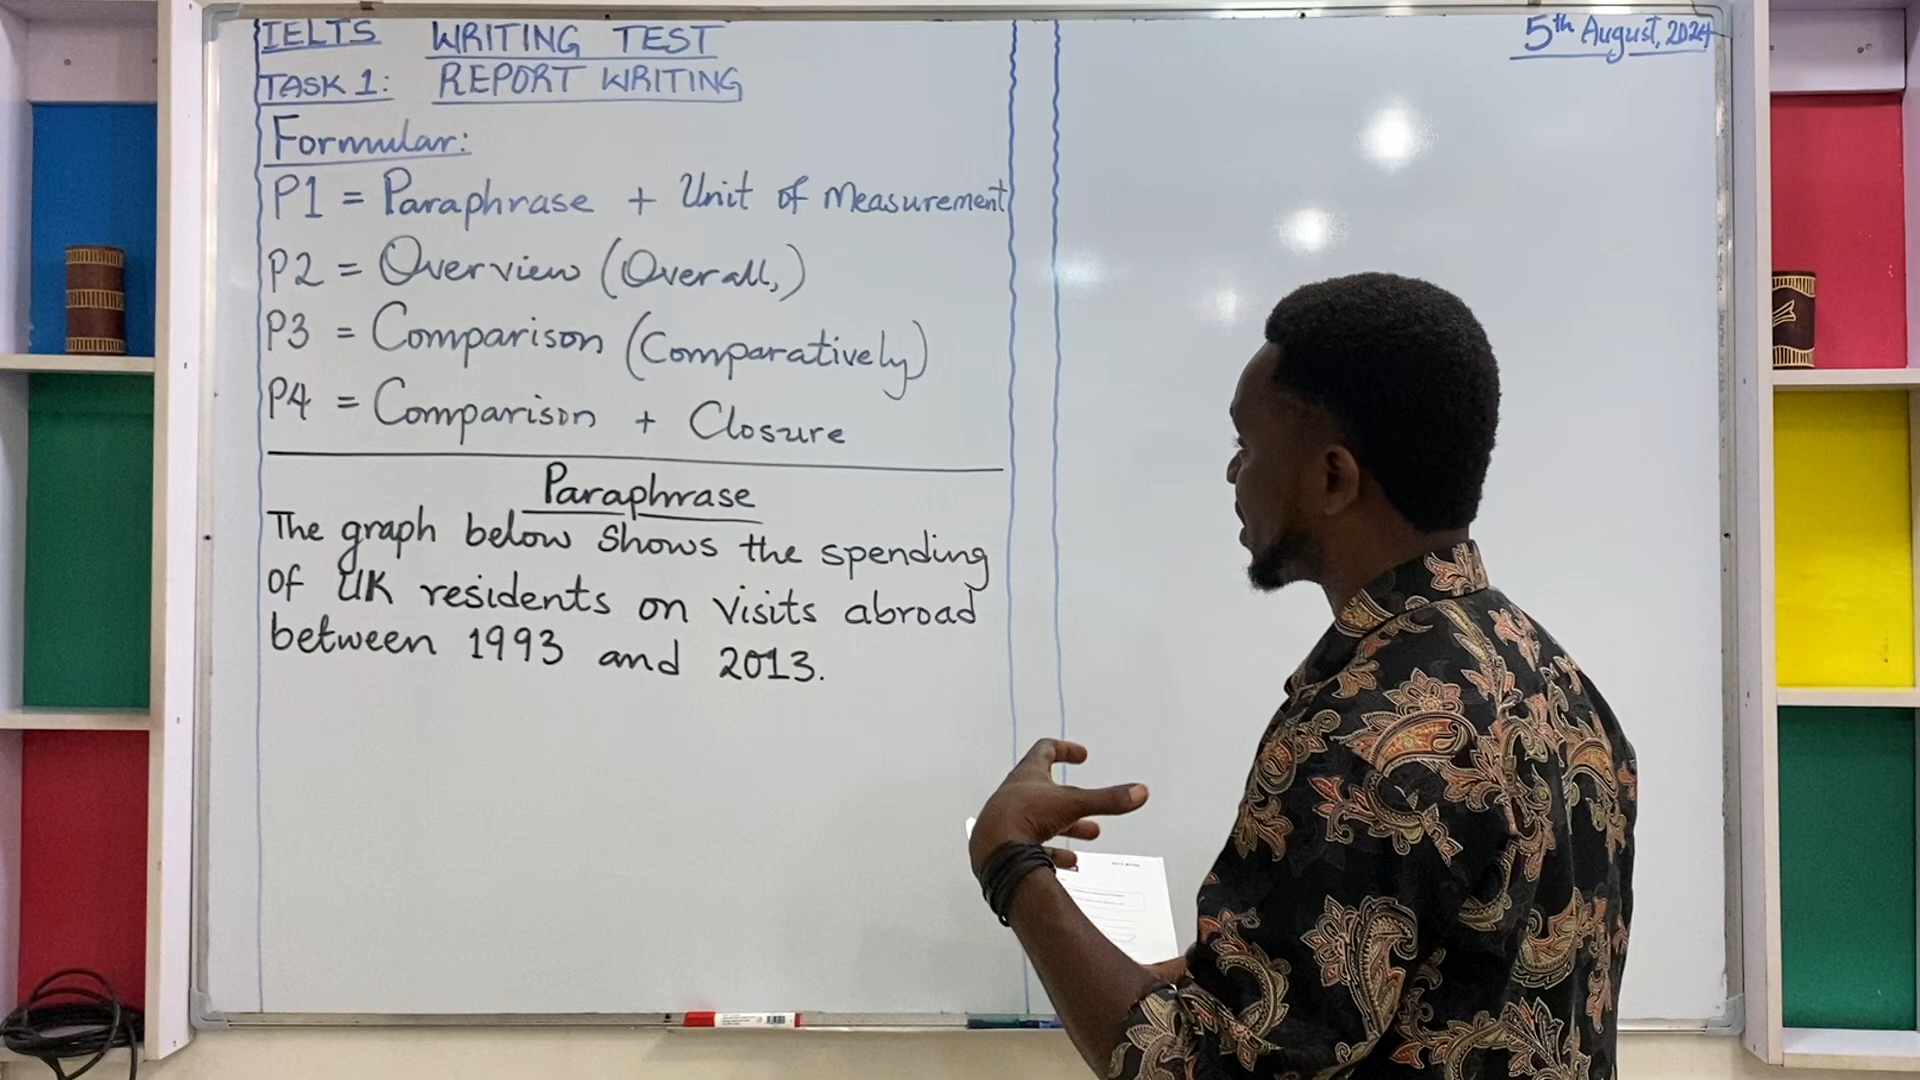 IELTS WRITING TEST
TASK 1: REPORT WRITING
5th August, 2024
Formular:
P1 = Paraphrase + Unit of Measurement
P2 = Overview (Overall,)
P3 = Comparison (Comparatively)
P4 = Comparison + Closure
Paraphrase
The graph below shows the spending
of UK residents on visits abroad
between 1993 and 2013.